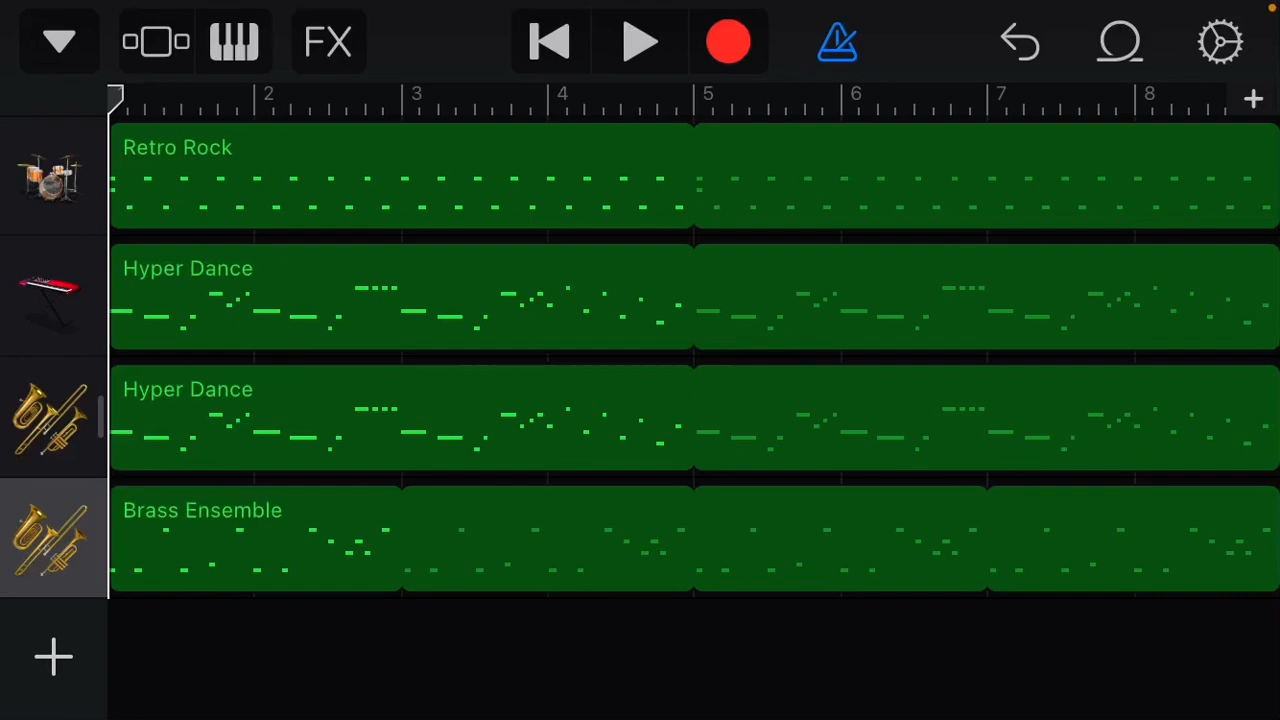 FX
2 3 4 5 6 7 8
Retro Rock
Hyper Dance
Hyper Dance
Brass Ensemble